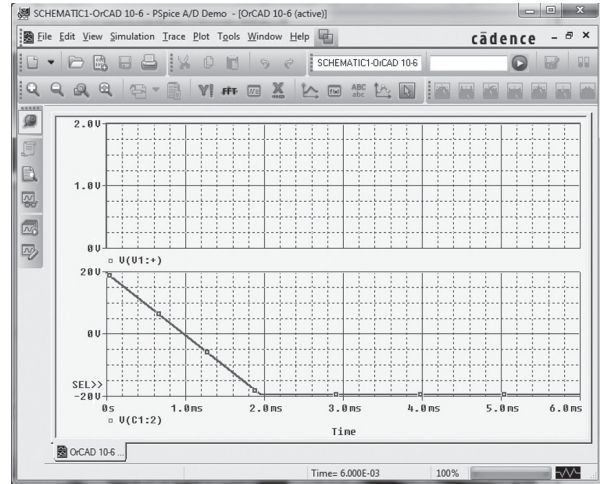 SCHEMATIC1-OrCAD 10-6 - PSpice A/D Demo - [OrCAD 10-6 (active)]
File Edit View Simulation Trace Plot Tools Window Help
cādence
SCHEMATIC1-OrCAD 10-6
FFT
ABC
abc
2.0V
1.0V
0V
V(V1:+)
20V
0V
SEL>>
-20V
0s 1.0ms 2.0ms 3.0ms 4.0ms 5.0ms 6.0ms
V(C1:2)
Time
OrCAD 10-6 ...
Time= 6.000E-03 100%